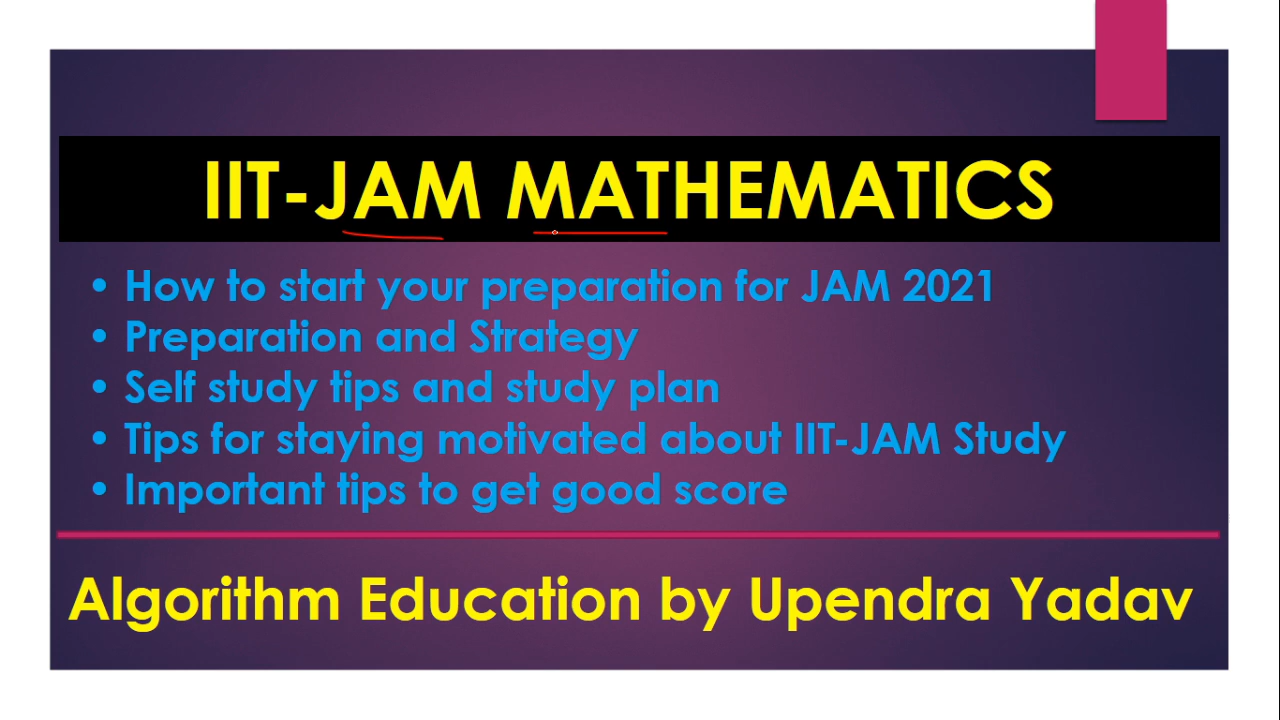 IIT-JAM MATHEMATICS
• How to start your preparation for JAM 2021
• Preparation and Strategy
• Self study tips and study plan
• Tips for staying motivated about IIT-JAM Study
• Important tips to get good score
Algorithm Education by Upendra Yadav